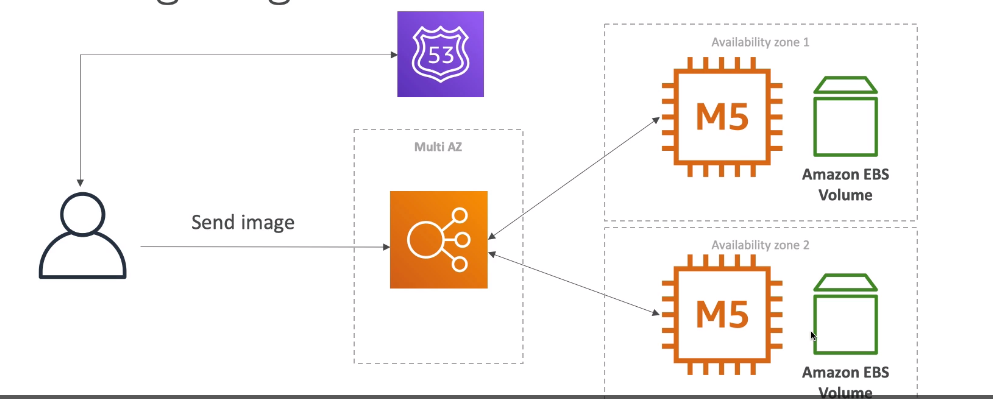 53
Availability zone 1
M5
Amazon EBS
Volume
Multi AZ
Send image
Availability zone 2
M5
Amazon EBS
Volume